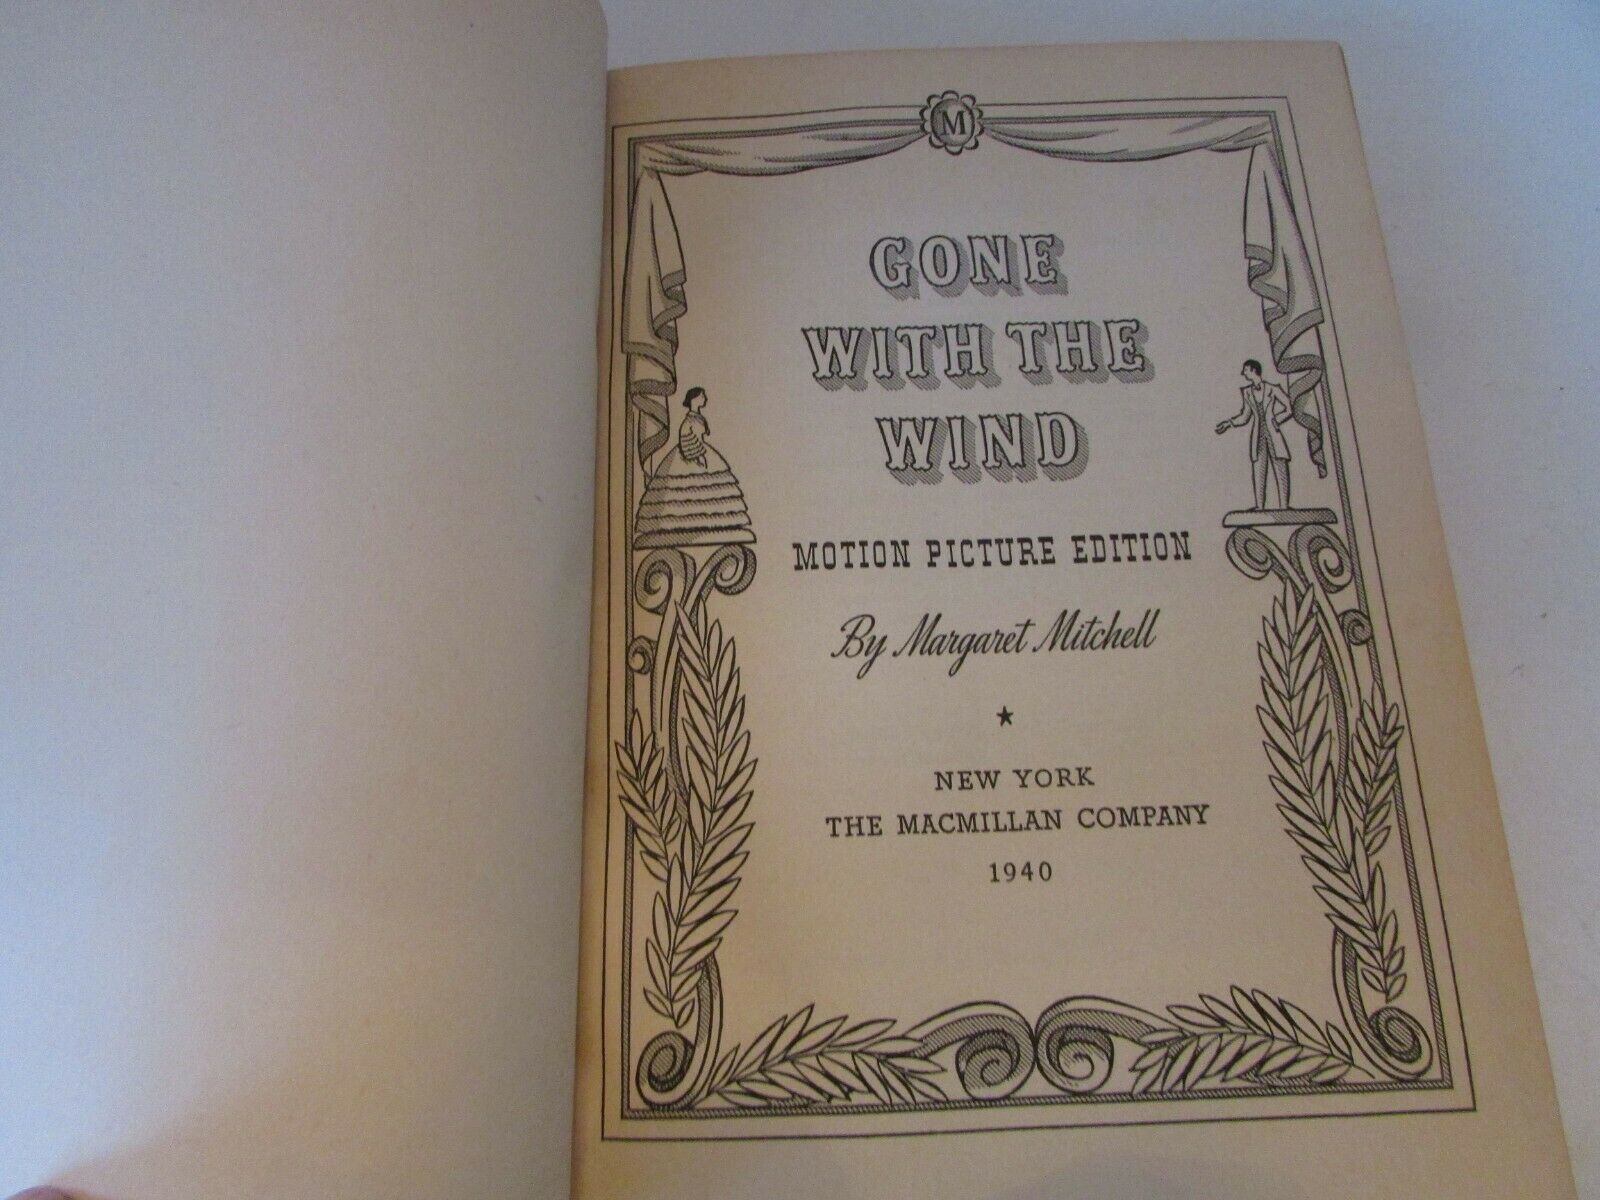 M
GONE
WITH THE
WIND
MOTION PICTURE EDITION
By Margaret Mitchell
NEW YORK
THE MACMILLAN COMPANY
1940